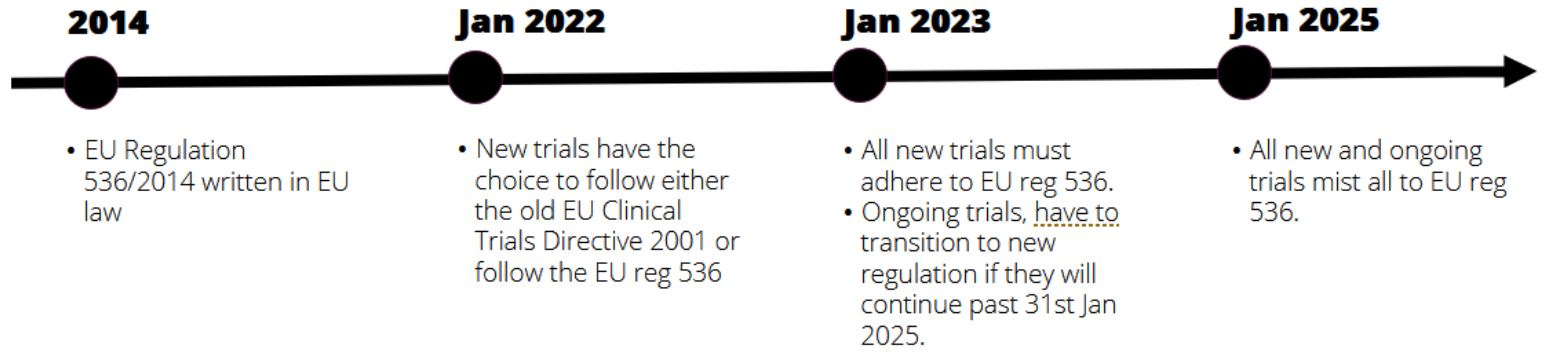 2014
• EU Regulation
536/2014 written in EU
law
Jan 2022
• New trials have the
choice to follow either
the old EU Clinical
Trials Directive 2001 or
follow the EU reg 536
Jan 2023
• All new trials must
adhere to EU reg 536.
• Ongoing trials, have to
transition to new
regulation if they will
continue past 31st Jan
2025.
Jan 2025
• All new and ongoing
trials mist all to EU reg
536.